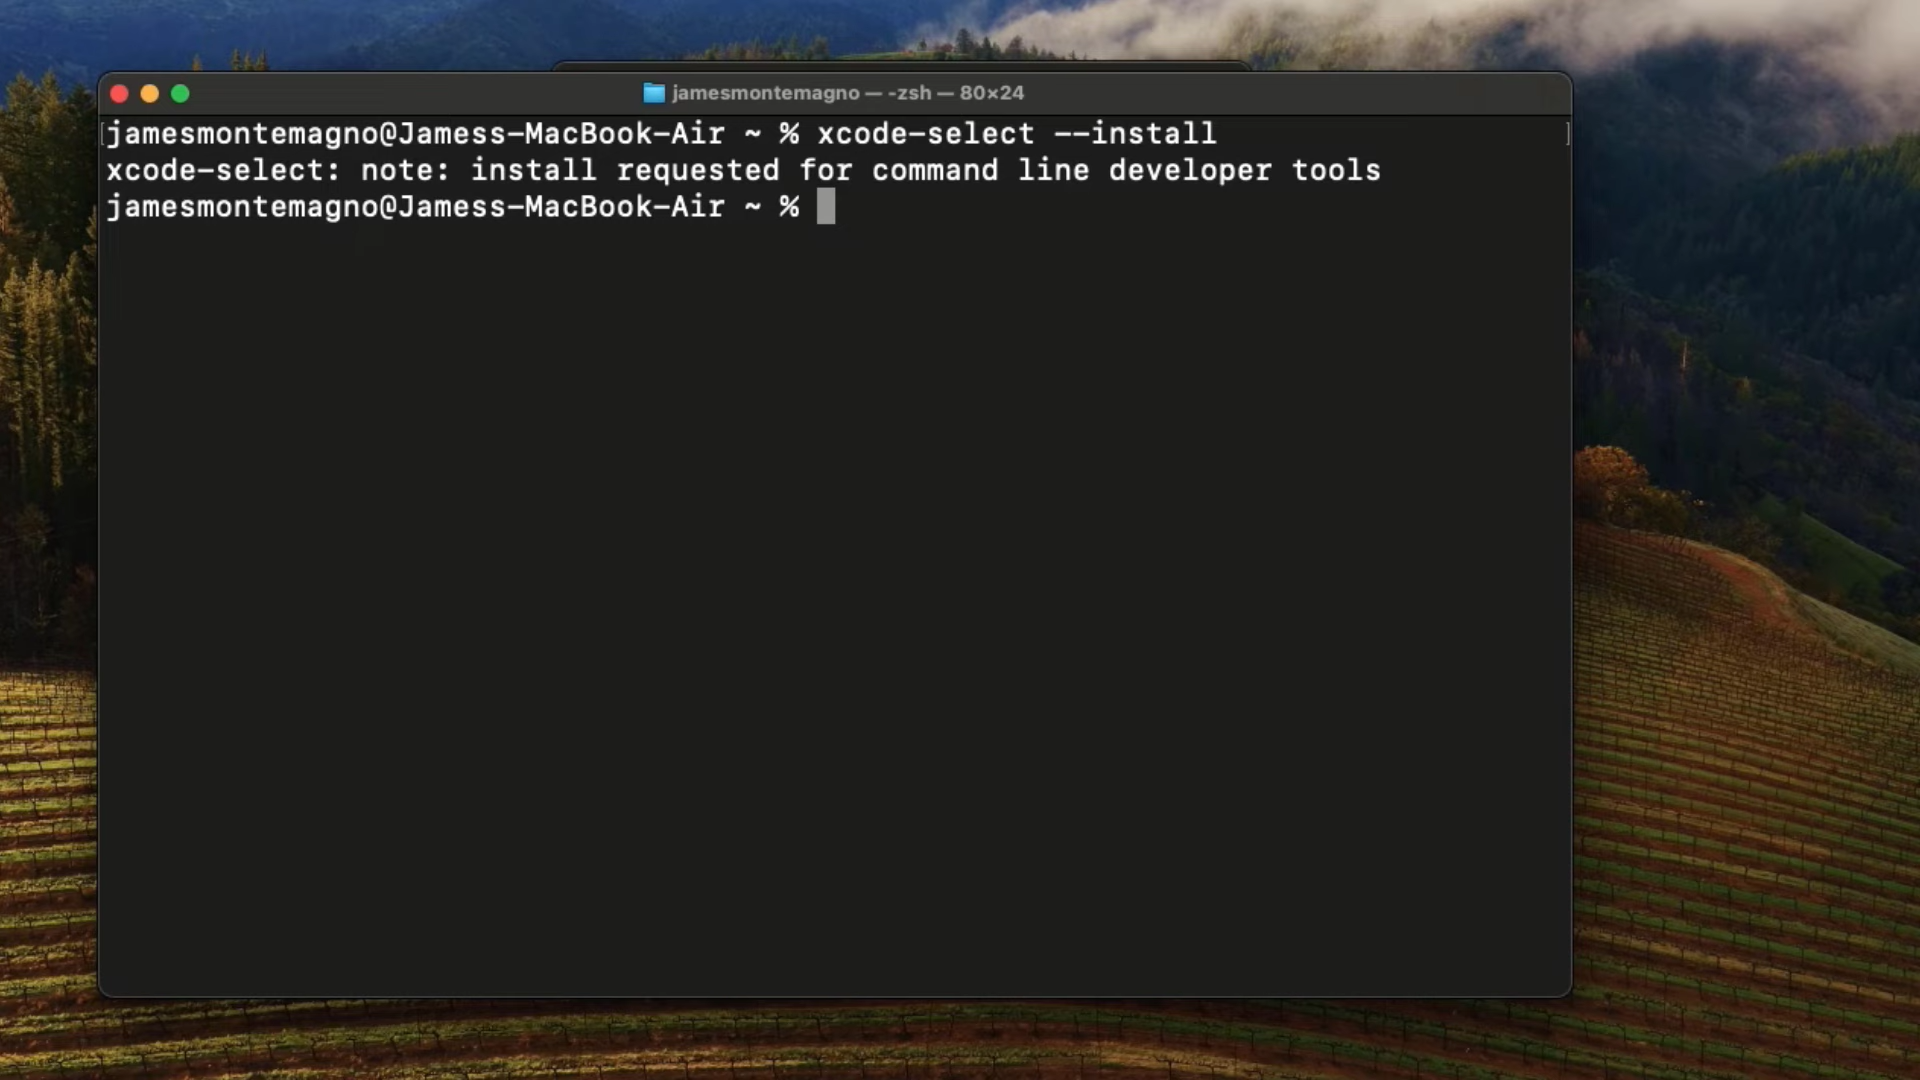 jamesmontemagno — -zsh — 80×24
[jamesmontemagno@Jamess-MacBook-Air ~ % xcode-select --install ]
xcode-select: note: install requested for command line developer tools
jamesmontemagno@Jamess-MacBook-Air ~ %